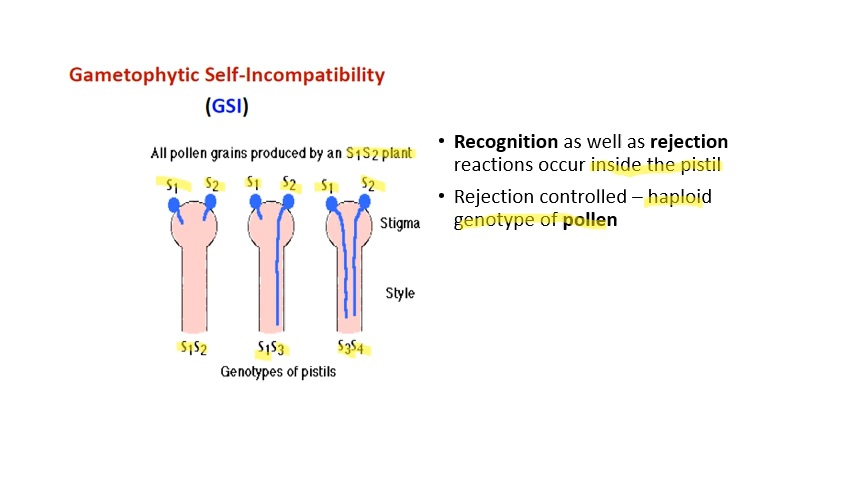 Gametophytic Self-Incompatibility
(GSI)
All pollen grains produced by an S1S2 plant
S1 S2 S1 S2 S1 S2
Stigma
Style
S1S2 S1S3 S3S4
Genotypes of pistils
• Recognition as well as rejection
reactions occur inside the pistil
• Rejection controlled – haploid
genotype of pollen